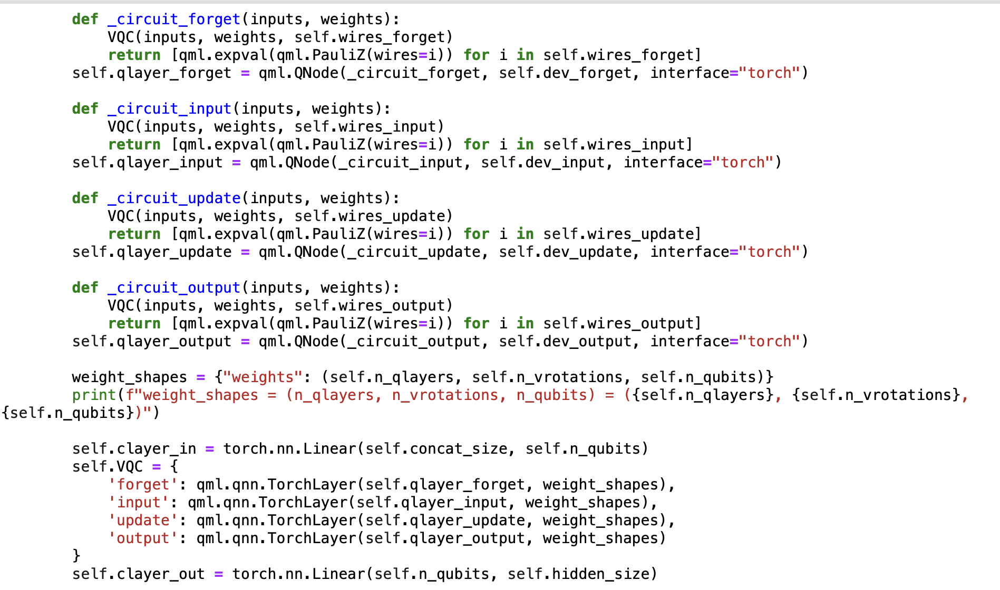 def _circuit_forget(inputs, weights):
VQC(inputs, weights, self.wires_forget)
return [qml.expval(qml.PauliZ(wires=i)) for i in self.wires_forget]
self.qlayer_forget = qml.QNode(_circuit_forget, self.dev_forget, interface="torch")
def _circuit_input(inputs, weights):
VQC(inputs, weights, self.wires_input)
return [qml.expval(qml.PauliZ(wires=i)) for i in self.wires_input]
self.qlayer_input = qml.QNode(_circuit_input, self.dev_input, interface="torch")
def _circuit_update(inputs, weights):
VQC(inputs, weights, self.wires_update)
return [qml.expval(qml.PauliZ(wires=i)) for i in self.wires_update]
self.qlayer_update = qml.QNode(_circuit_update, self.dev_update, interface="torch")
def _circuit_output(inputs, weights):
VQC(inputs, weights, self.wires_output)
return [qml.expval(qml.PauliZ(wires=i)) for i in self.wires_output]
self.qlayer_output = qml.QNode(_circuit_output, self.dev_output, interface="torch")
weight_shapes = {"weights": (self.n_qlayers, self.n_vrotations, self.n_qubits)}
print(f"weight_shapes = (n_qlayers, n_vrotations, n_qubits) = ({self.n_qlayers}, {self.n_vrotations},
{self.n_qubits})")
self.clayer_in = torch.nn.Linear(self.concat_size, self.n_qubits)
self.VQC = {
'forget': qml.qnn.TorchLayer(self.qlayer_forget, weight_shapes),
'input': qml.qnn.TorchLayer(self.qlayer_input, weight_shapes),
'update': qml.qnn.TorchLayer(self.qlayer_update, weight_shapes),
'output': qml.qnn.TorchLayer(self.qlayer_output, weight_shapes)
}
self.clayer_out = torch.nn.Linear(self.n_qubits, self.hidden_size)